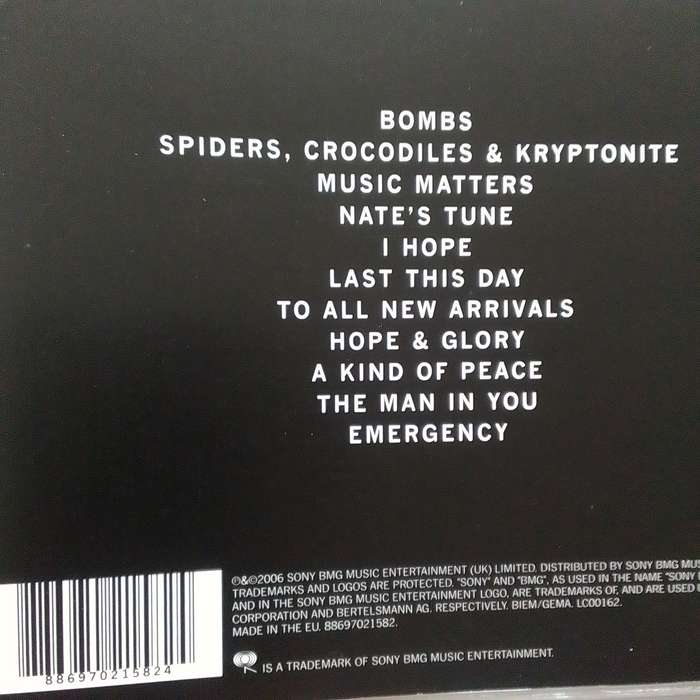 BOMBS
SPIDERS, CROCODILES & KRYPTONITE
MUSIC MATTERS
NATE'S TUNE
I HOPE
LAST THIS DAY
TO ALL NEW ARRIVALS
HOPE & GLORY
A KIND OF PEACE
THE MAN IN YOU
EMERGENCY
℗&©2006 SONY BMG MUSIC ENTERTAINMENT (UK) LIMITED. DISTRIBUTED BY SONY BMG MUS
TRADEMARKS AND LOGOS ARE PROTECTED. "SONY" AND "BMG", AS USED IN THE NAME "SONY
AND IN THE SONY BMG MUSIC ENTERTAINMENT LOGO, ARE TRADEMARKS OF, AND ARE USED
CORPORATION AND BERTELSMANN AG, RESPECTIVELY. BIEM/GEMA. LC00162.
MADE IN THE EU. 88697021582.
IS A TRADEMARK OF SONY BMG MUSIC ENTERTAINMENT.
886970215824